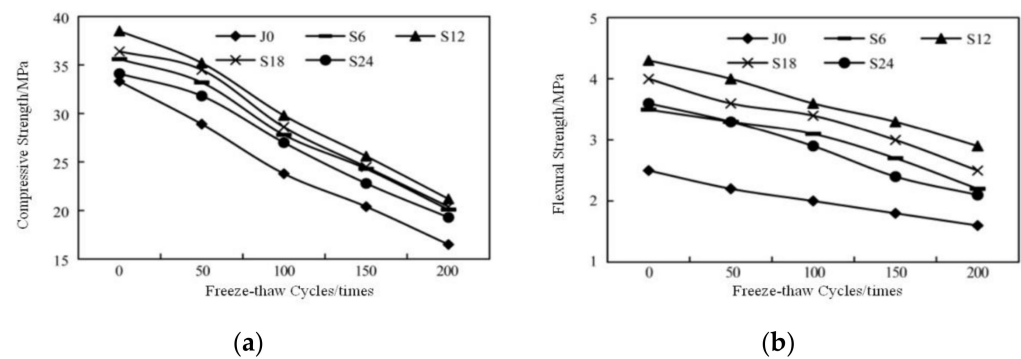 40
35
30
25
20
15
Compressive Strength/MPa
J0 S6 S12
S18 S24
0 50 100 150 200
Freeze-thaw Cycles/times
(a)
5
4
3
2
1
Flexural Strength/MPa
J0 S6 S12
S18 S24
0 50 100 150 200
Freeze-thaw Cycles/times
(b)